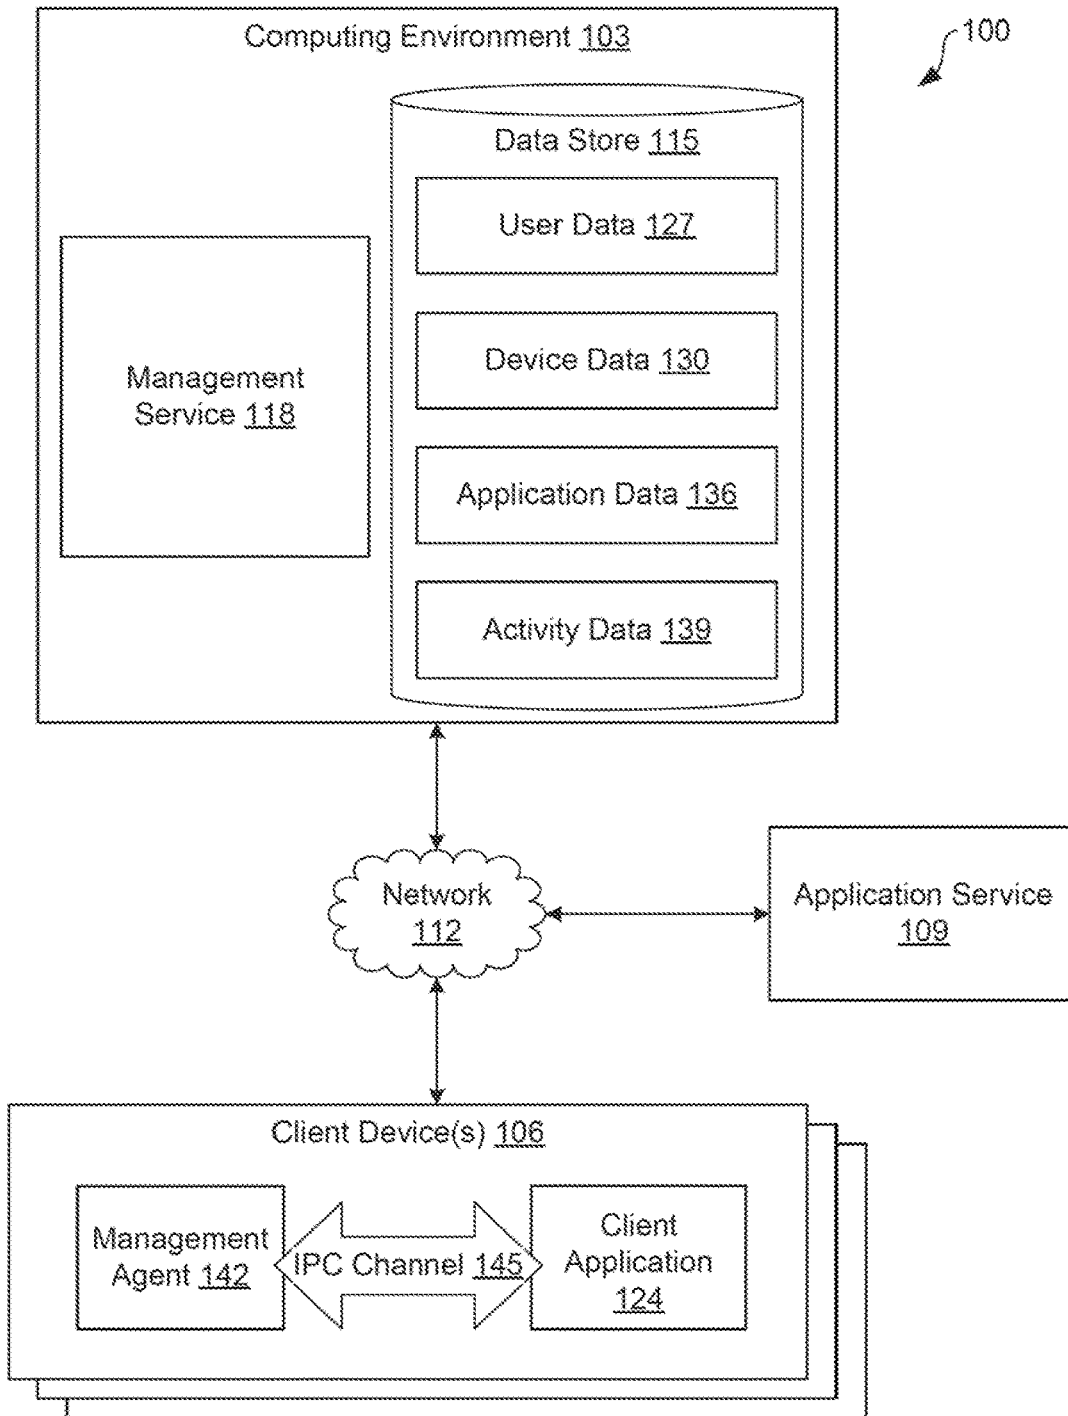 Computing Environment 103
100
Data Store 115
User Data 127
Device Data 130
Management
Service 118
Application Data 136
Activity Data 139
Network
112
Application Service
109
Client Device(s) 106
Management
Agent 142
IPC Channel 145
Client
Application
124